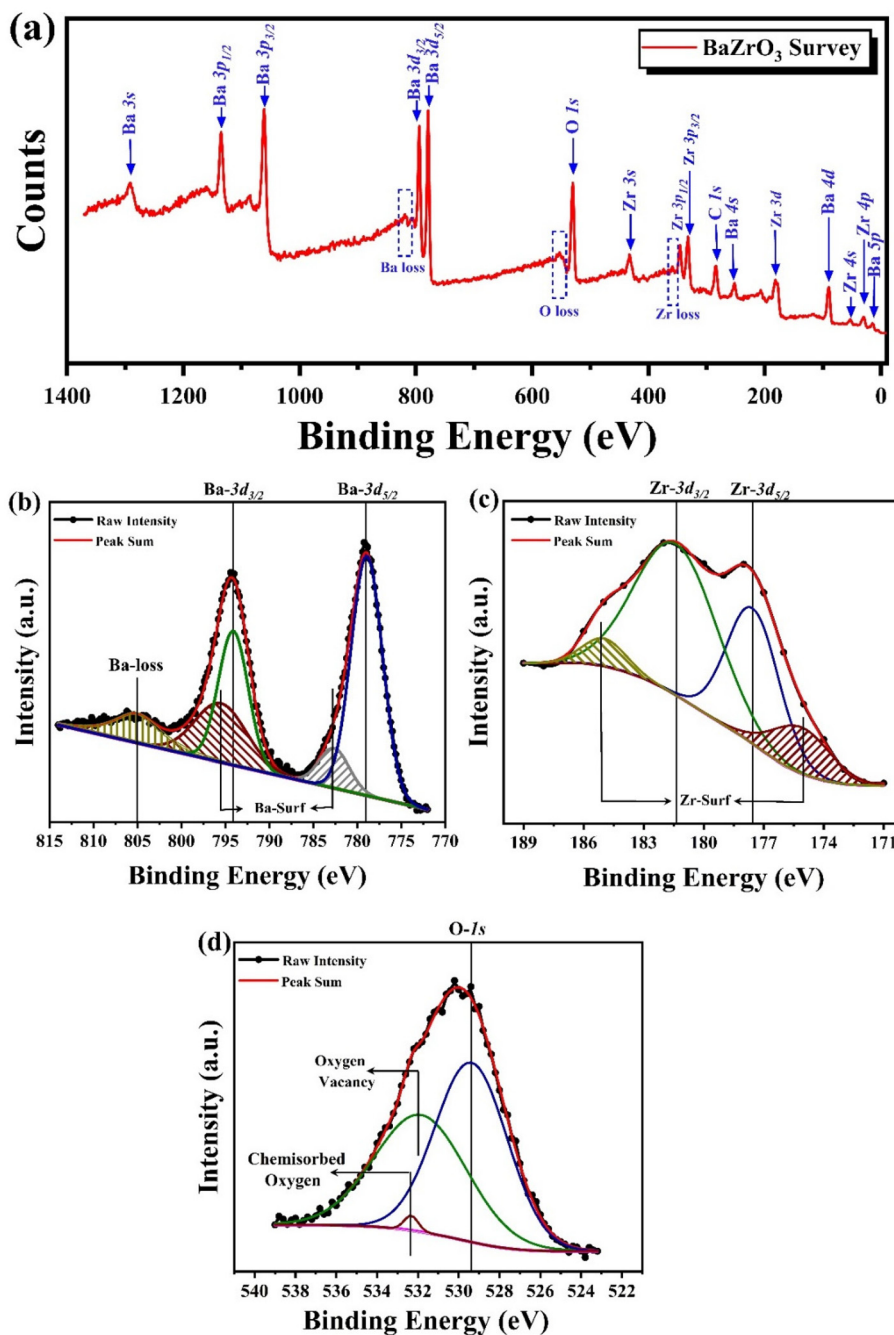 (a)
BaZrO₃ Survey
Ba 3s
Ba 3p1/2
Ba 3p3/2
Ba 3d3/2
Ba 3d5/2
O 1s
Zr 3s
Zr 3p1/2
Zr 3p3/2
C 1s
Ba 4s
Zr 3d
Ba 4d
Zr 4s
Zr 4p
Ba 5p
Ba loss
O loss
Zr loss
Counts
1400 1200 1000 800 600 400 200 0
Binding Energy (eV)
(b)
Ba-3d3/2 Ba-3d5/2
Raw Intensity
Peak Sum
Ba-loss
Ba-Surf
Intensity (a.u.)
815 810 805 800 795 790 785 780 775 770
Binding Energy (eV)
(c)
Zr-3d3/2 Zr-3d5/2
Raw Intensity
Peak Sum
Zr-Surf
Intensity (a.u.)
189 186 183 180 177 174 171
Binding Energy (eV)
(d)
O-1s
Raw Intensity
Peak Sum
Oxygen
Vacancy
Chemisorbed
Oxygen
Intensity (a.u.)
540 538 536 534 532 530 528 526 524 522
Binding Energy (eV)